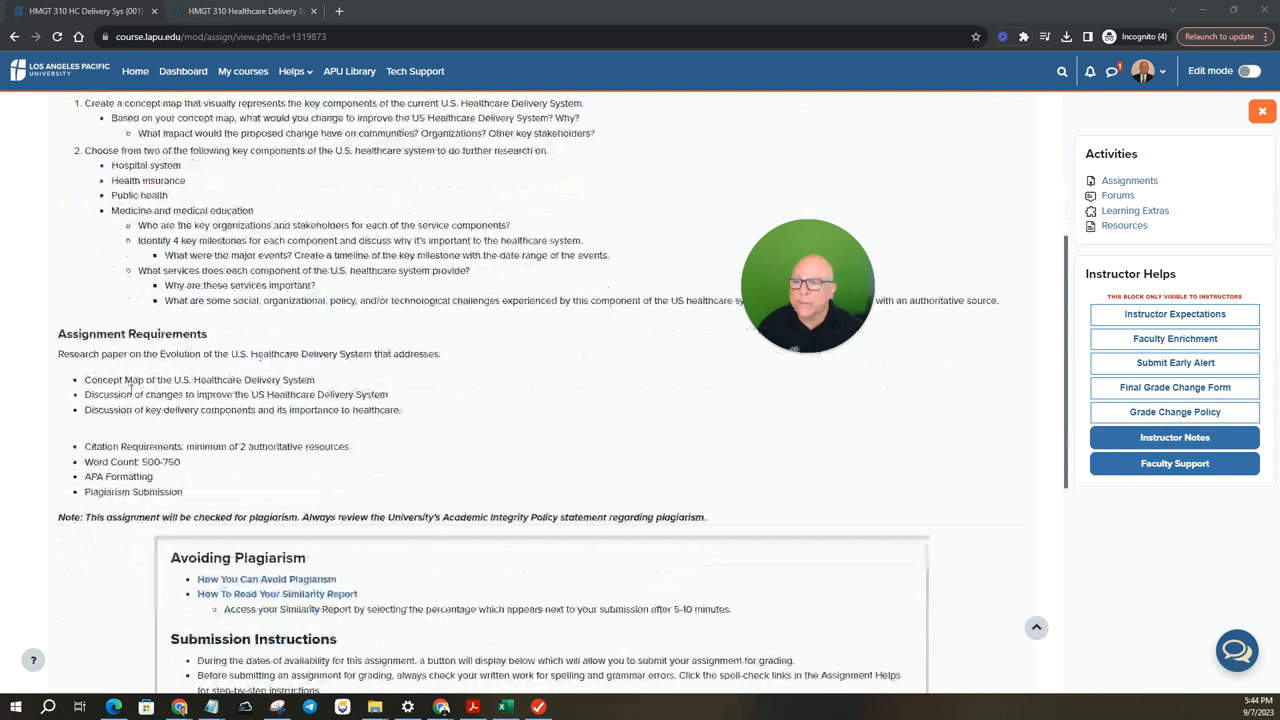 HMGT 310 HC Delivery Sys (001)
HMGT 310 Healthcare Delivery S
course.lapu.edu/mod/assign/view.php?id=1319873
Incognito (4)
Relaunch to update
LOS ANGELES PACIFIC
UNIVERSITY
Home
Dashboard
My courses
Helps
APU Library
Tech Support
1
Edit mode
1. Create a concept map that visually represents the key components of the current U.S. Healthcare Delivery System.
Based on your concept map, what would you change to improve the US Healthcare Delivery System? Why?
What impact would the proposed change have on communities? Organizations? Other key stakeholders?
2. Choose from two of the following key components of the U.S. healthcare system to do further research on.
Hospital system
Health insurance
Public health
Medicine and medical education
Who are the key organizations and stakeholders for each of the service components?
Identify 4 key milestones for each component and discuss why it's important to the healthcare system.
What were the major events? Create a timeline of the key milestone with the date range of the events.
What services does each component of the U.S. healthcare system provide?
Why are these services important?
What are some social, organizational, policy, and/or technological challenges experienced by this component of the US healthcare sy with an authoritative source.
Assignment Requirements
Research paper on the Evolution of the U.S. Healthcare Delivery System that addresses:
Concept Map of the U.S. Healthcare Delivery System
Discussion of changes to improve the US Healthcare Delivery System
Discussion of key delivery components and its importance to healthcare.
Citation Requirements: minimum of 2 authoritative resources.
Word Count: 500-750
APA Formatting
Plagiarism Submission
Note: This assignment will be checked for plagiarism. Always review the University's Academic Integrity Policy statement regarding plagiarism.
Avoiding Plagiarism
How You Can Avoid Plagiarism
How To Read Your Similarity Report
Access your Similarity Report by selecting the percentage which appears next to your submission after 5-10 minutes.
Submission Instructions
During the dates of availability for this assignment, a button will display below which will allow you to submit your assignment for grading.
Before submitting an assignment for grading, always check your written work for spelling and grammar errors. Click the spell-check links in the Assignment Helps
for step-by-step instructions.
Activities
Assignments
Forums
Learning Extras
Resources
Instructor Helps
THIS BLOCK ONLY VISIBLE TO INSTRUCTORS
Instructor Expectations
Faculty Enrichment
Submit Early Alert
Final Grade Change Form
Grade Change Policy
Instructor Notes
Faculty Support
?
5:44 PM
9/7/2023